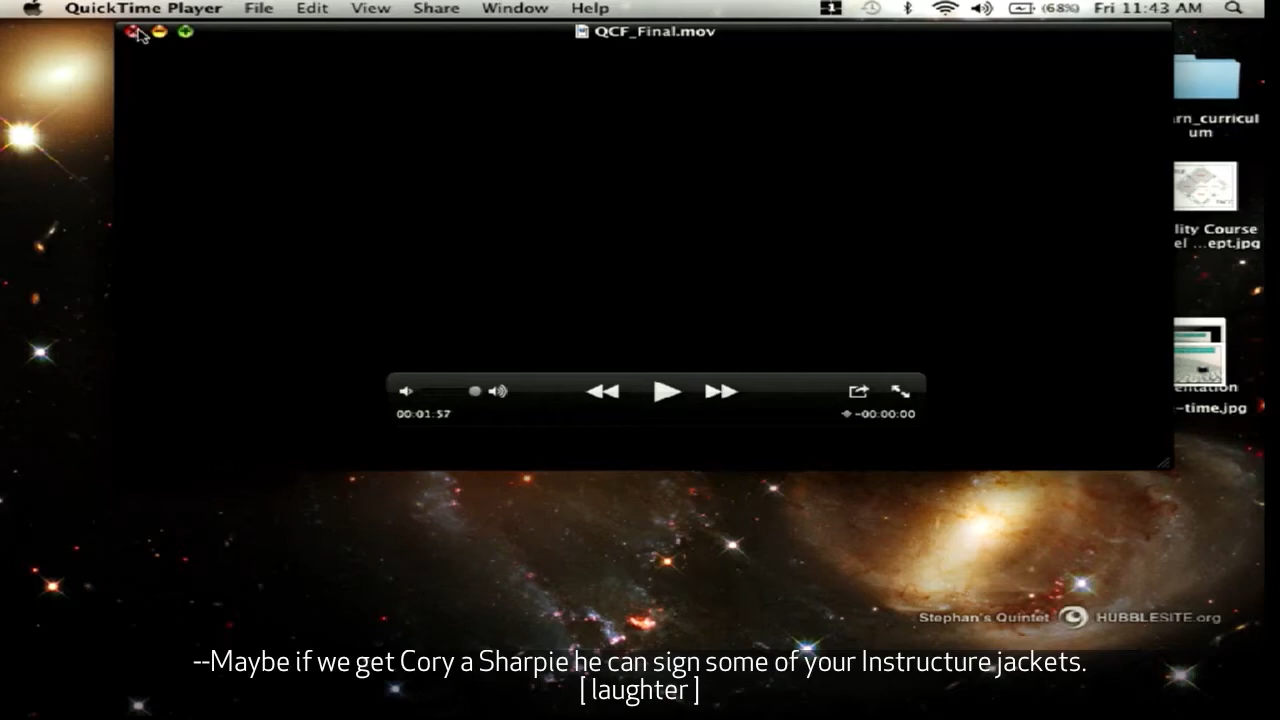 QuickTime Player File Edit View Share Window Help 1 (68%) Fri 11:43 AM
QCF_Final.mov
rn_curricul
um
lity Course
el ...ept.jpg
00:01:57
-00:00:00
entation
-time.jpg
Stephan's Quintet HUBBLESITE.org
--Maybe if we get Cory a Sharpie he can sign some of your Instructure jackets.
[ laughter ]